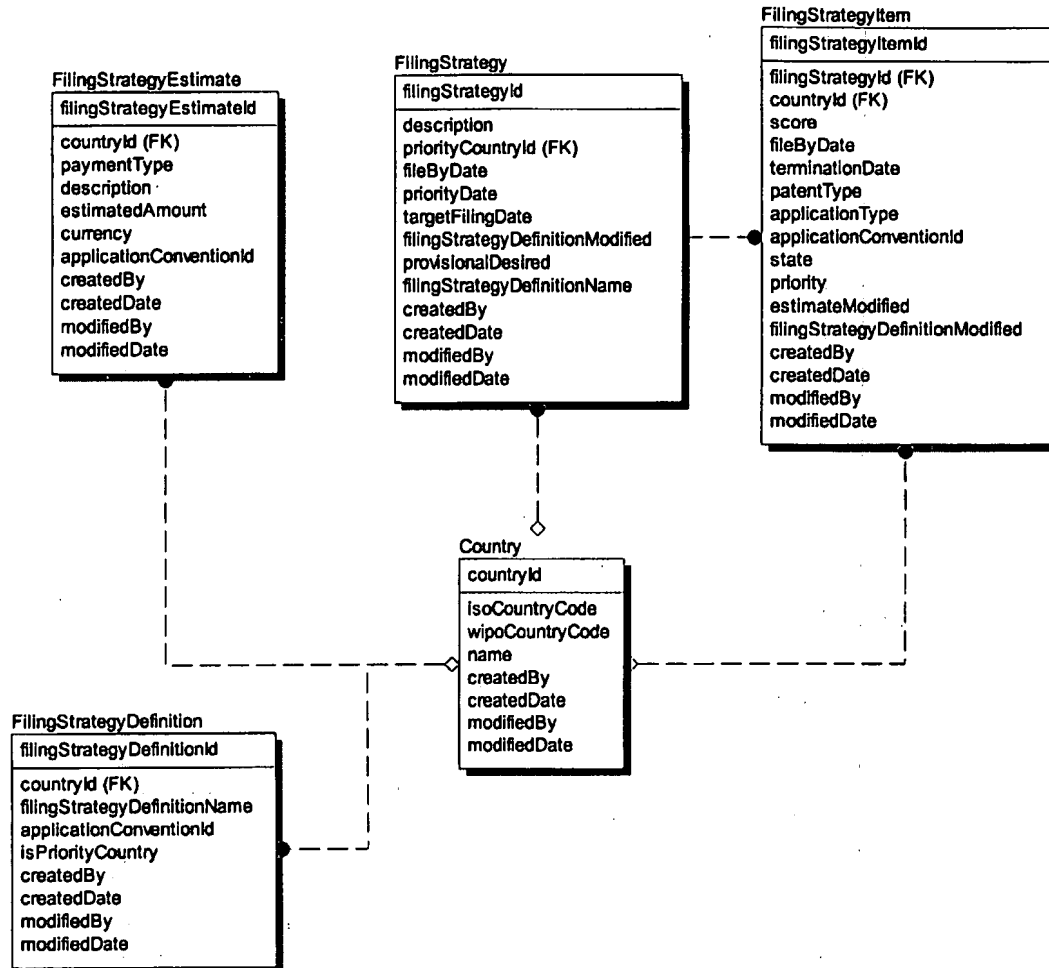 FilingStrategyEstimate
filingStrategyEstimateId
countryId (FK)
paymentType
description
estimatedAmount
currency
applicationConventionId
createdBy
createdDate
modifiedBy
modifiedDate
FilingStrategy
filingStrategyId
description
priorityCountryId (FK)
fileByDate
priorityDate
targetFilingDate
filingStrategyDefinitionModified
provisionalDesired
filingStrategyDefinitionName
createdBy
createdDate
modifiedBy
modifiedDate
FilingStrategyItem
filingStrategyItemId
filingStrategyId (FK)
countryId (FK)
score
fileByDate
terminationDate
patentType
applicationType
applicationConventionId
state
priority
estimateModified
filingStrategyDefinitionModified
createdBy
createdDate
modifiedBy
modifiedDate
Country
countryId
isoCountryCode
wipoCountryCode
name
createdBy
createdDate
modifiedBy
modifiedDate
FilingStrategyDefinition
filingStrategyDefinitionId
countryId (FK)
filingStrategyDefinitionName
applicationConventionId
isPriorityCountry
createdBy
createdDate
modifiedBy
modifiedDate